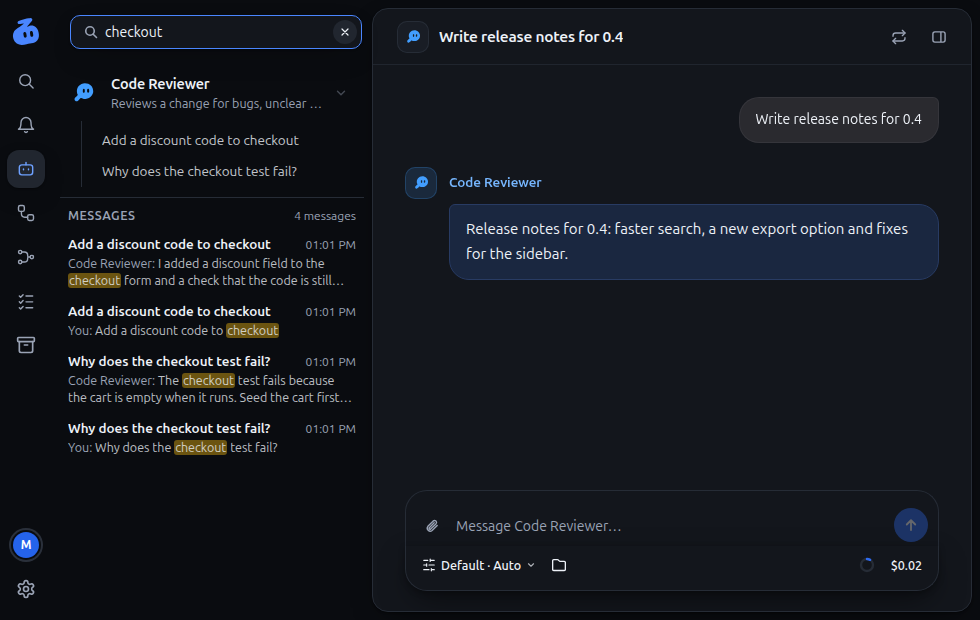 checkout
Code Reviewer
Reviews a change for bugs, unclear …
Add a discount code to checkout
Why does the checkout test fail?
MESSAGES 4 messages
Add a discount code to checkout 01:01 PM
Code Reviewer: I added a discount field to the
checkout form and a check that the code is still…
Add a discount code to checkout 01:01 PM
You: Add a discount code to checkout
Why does the checkout test fail? 01:01 PM
Code Reviewer: The checkout test fails because
the cart is empty when it runs. Seed the cart first…
Why does the checkout test fail? 01:01 PM
You: Why does the checkout test fail?
M
Write release notes for 0.4
Write release notes for 0.4
Code Reviewer
Release notes for 0.4: faster search, a new export option and fixes
for the sidebar.
Message Code Reviewer…
Default · Auto
$0.02